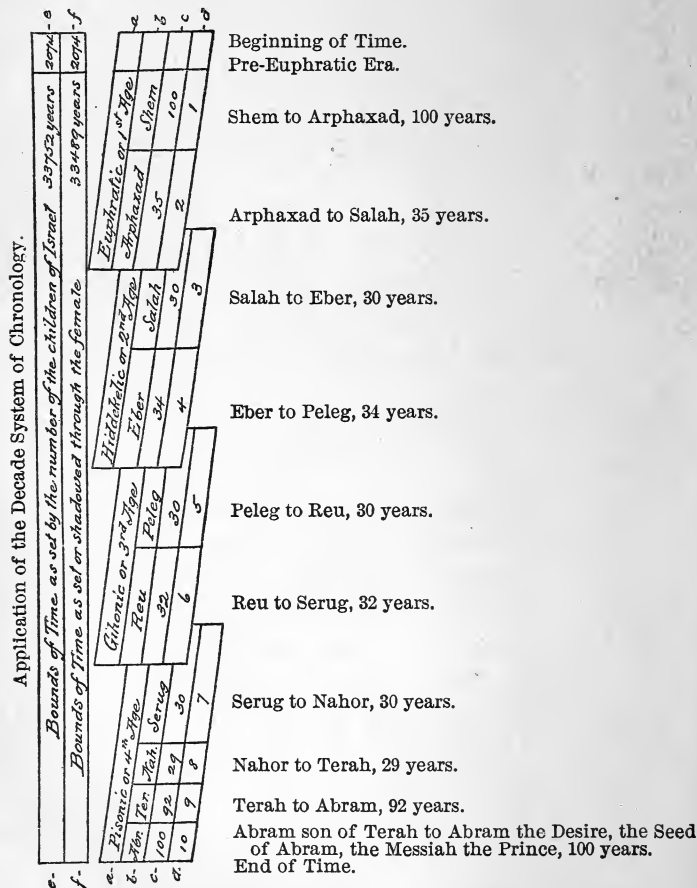 Application of the Decade System of Chronology.
e- Bounds of Time as set by the number of the children of Israel 33752 years 2074 -e
f- Bounds of Time as set or shadowed through the female 33489 years 2074 -f
a- Pisonic or 4th Age Gihonic or 3rd Age Hiddekelic or 2nd Age Euphratic or 1st Age -a
b- Abr. Ter. Nah. Serug Reu Peleg Eber Salah Arphaxad Shem -b
c- 100 92 29 30 32 30 34 30 35 100 -c
d. 10 9 8 7 6 5 4 3 2 1 -d
Beginning of Time.
Pre-Euphratic Era.
Shem to Arphaxad, 100 years.
Arphaxad to Salah, 35 years.
Salah to Eber, 30 years.
Eber to Peleg, 34 years.
Peleg to Reu, 30 years.
Reu to Serug, 32 years.
Serug to Nahor, 30 years.
Nahor to Terah, 29 years.
Terah to Abram, 92 years.
Abram son of Terah to Abram the Desire, the Seed
of Abram, the Messiah the Prince, 100 years.
End of Time.